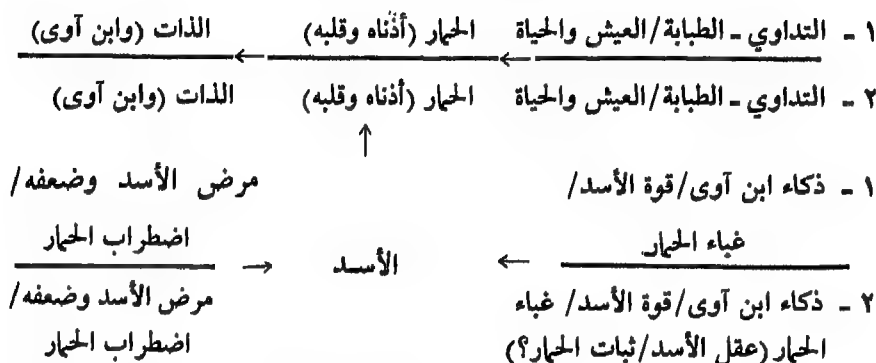 ١ - التداوي - الطبابة/العيش والحياة ← الحمار (أذناه وقلبه) ← الذات (وابن آوى)
٢ - التداوي - الطبابة/العيش والحياة الحمار (أذناه وقلبه) الذات (وابن آوى)
↑
١ - ذكاء ابن آوى/قوة الأسد/ مرض الأسد وضعفه/
غباء الحمار اضطراب الحمار
← الأسد →
٢ - ذكاء ابن آوى/قوة الأسد/ غباء مرض الأسد وضعفه/
الحمار (عقل الأسد/ثبات الحمار؟) اضطراب الحمار